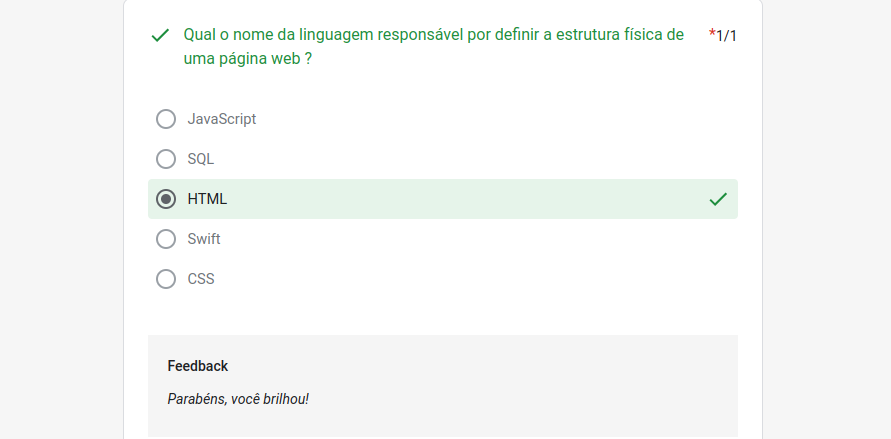 Qual o nome da linguagem responsável por definir a estrutura física de
uma página web ?
*1/1
JavaScript
SQL
HTML
Swift
CSS
Feedback
Parabéns, você brilhou!